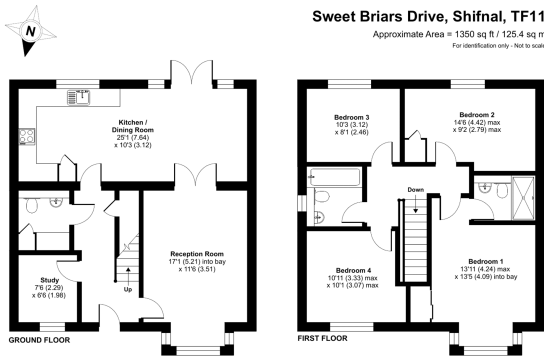 Sweet Briars Drive, Shifnal, TF11
Approximate Area = 1350 sq ft / 125.4 sq m
For identification only - Not to scale
N
Kitchen /
Dining Room
25'1 (7.64)
x 10'3 (3.12)
Reception Room
17'1 (5.21) into bay
x 11'6 (3.51)
Study
7'6 (2.29)
x 6'6 (1.98)
Up
GROUND FLOOR
Bedroom 3
10'3 (3.12)
x 8'1 (2.46)
Bedroom 2
14'6 (4.42) max
x 9'2 (2.79) max
Down
Bedroom 4
10'11 (3.33) max
x 10'1 (3.07) max
Bedroom 1
13'11 (4.24) max
x 13'5 (4.09) into bay
FIRST FLOOR